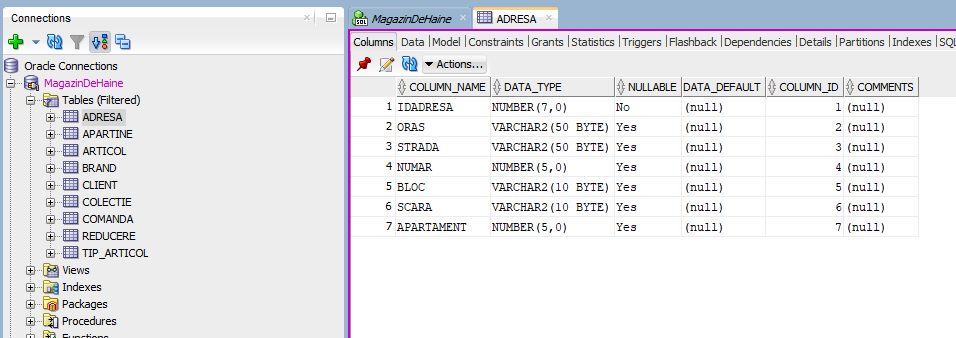 Connections
MagazinDeHaine
ADRESA
Columns Data Model Constraints Grants Statistics Triggers Flashback Dependencies Details Partitions Indexes SQL
Actions...
Oracle Connections
MagazinDeHaine
Tables (Filtered)
ADRESA
APARTINE
ARTICOL
BRAND
CLIENT
COLECTIE
COMANDA
REDUCERE
TIP_ARTICOL
Views
Indexes
Packages
Procedures
Functions
COLUMN_NAME DATA_TYPE NULLABLE DATA_DEFAULT COLUMN_ID COMMENTS
1 IDADRESA NUMBER(7,0) No (null) 1 (null)
2 ORAS VARCHAR2(50 BYTE) Yes (null) 2 (null)
3 STRADA VARCHAR2(50 BYTE) Yes (null) 3 (null)
4 NUMAR NUMBER(5,0) Yes (null) 4 (null)
5 BLOC VARCHAR2(10 BYTE) Yes (null) 5 (null)
6 SCARA VARCHAR2(10 BYTE) Yes (null) 6 (null)
7 APARTAMENT NUMBER(5,0) Yes (null) 7 (null)